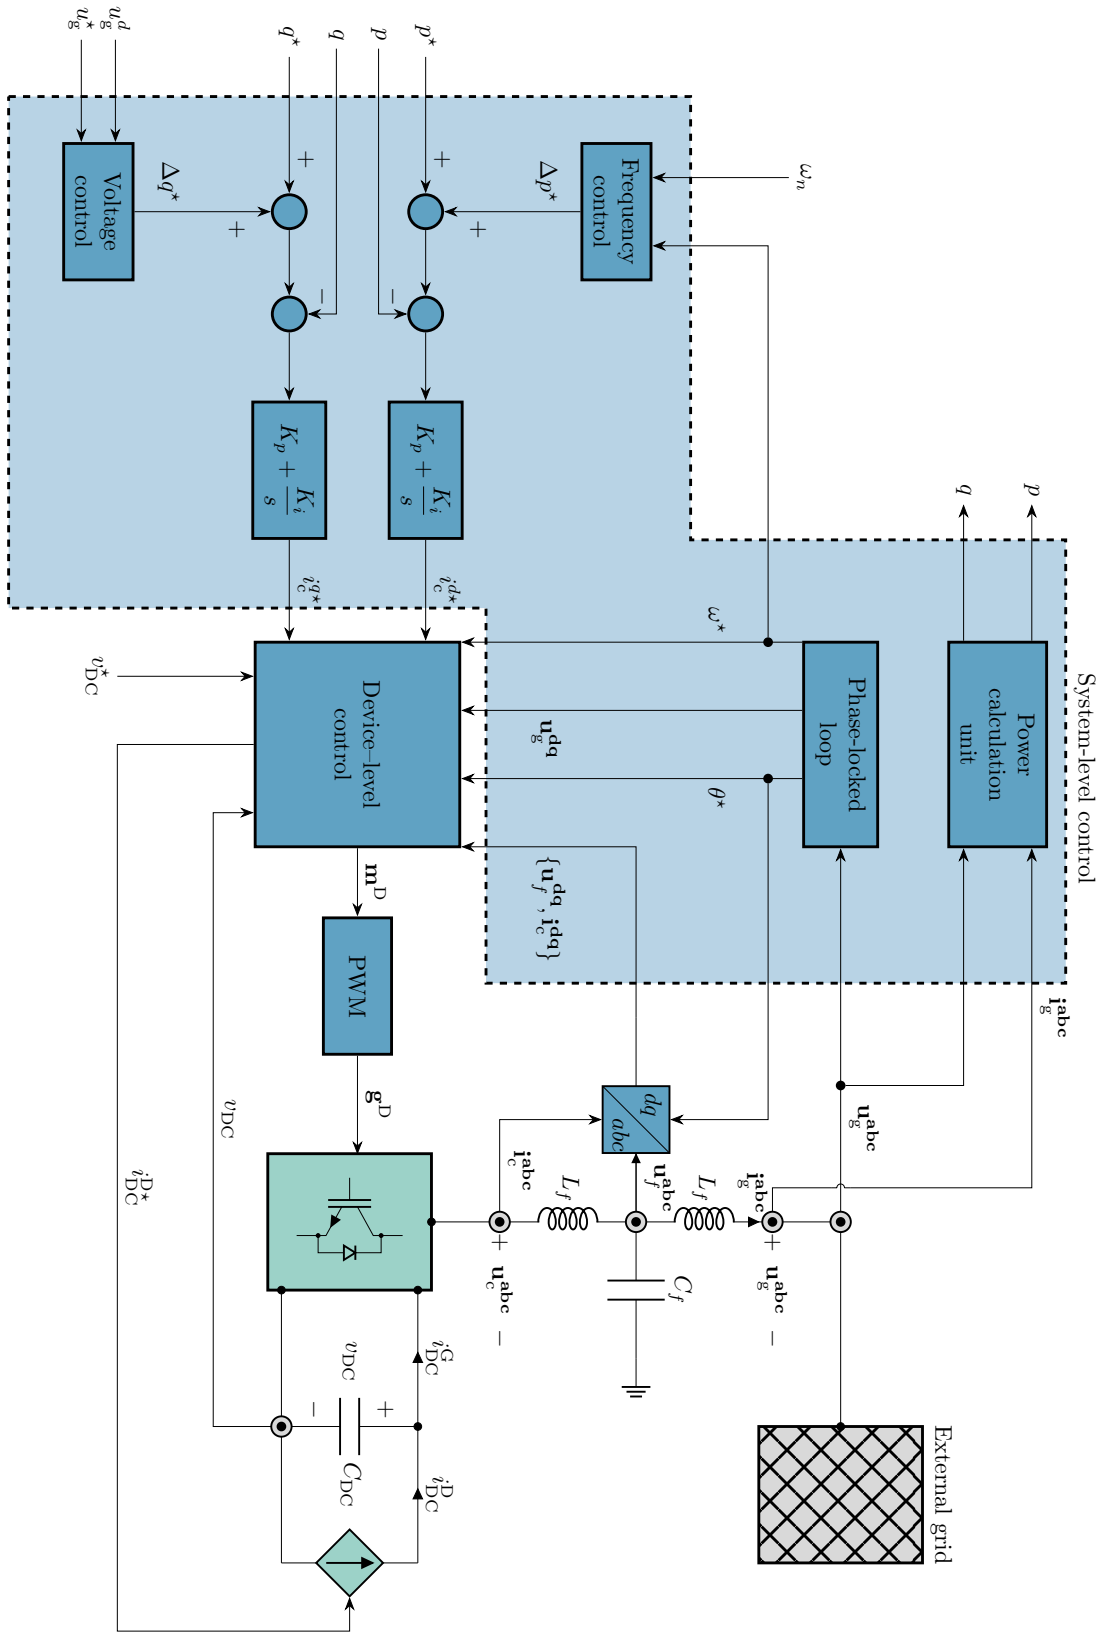 System-level control
i_g^abc
p
q
Power
calculation
unit
External grid
u_g^abc
Phase-locked
loop
ω_n
i_g^abc
+ u_g^abc −
ω*
θ*
L_f
C_f
u_f^abc
Frequency
control
dq
abc
Δp*
u_g^dq
{u_f^dq, i_c^dq}
L_f
i_c^abc
+ u_c^abc −
+
p*
+
p
−
K_p + K_i/s
i_c^d*
i_DC^G
i_DC^D
q
−
q*
+
+
K_p + K_i/s
i_c^q*
Device–level
control
m^D
PWM
g^D
v_DC
+
−
C_DC
v_DC
Δq*
u_g^d
u_g^*
Voltage
control
v_DC^*
i_DC^D*